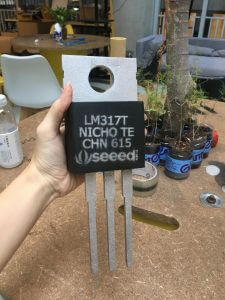 LM317T
NICHO TE
CHN 615
seeed